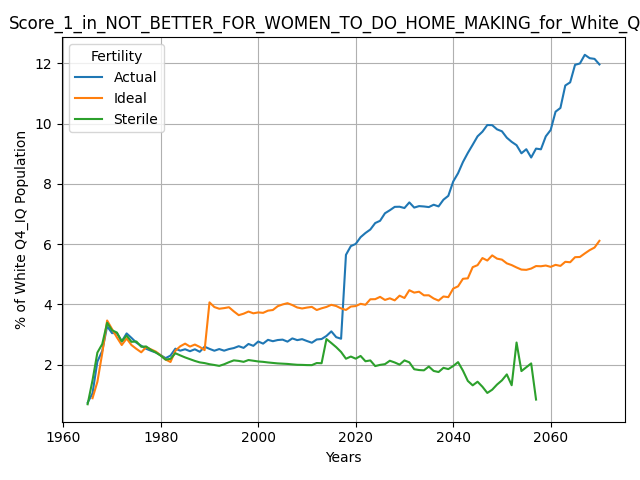 Score_1_in_NOT_BETTER_FOR_WOMEN_TO_DO_HOME_MAKING_for_White_Q
Fertility
Actual
Ideal
Sterile
% of White Q4_IQ Population
12
10
8
6
4
2
1960 1980 2000 2020 2040 2060
Years